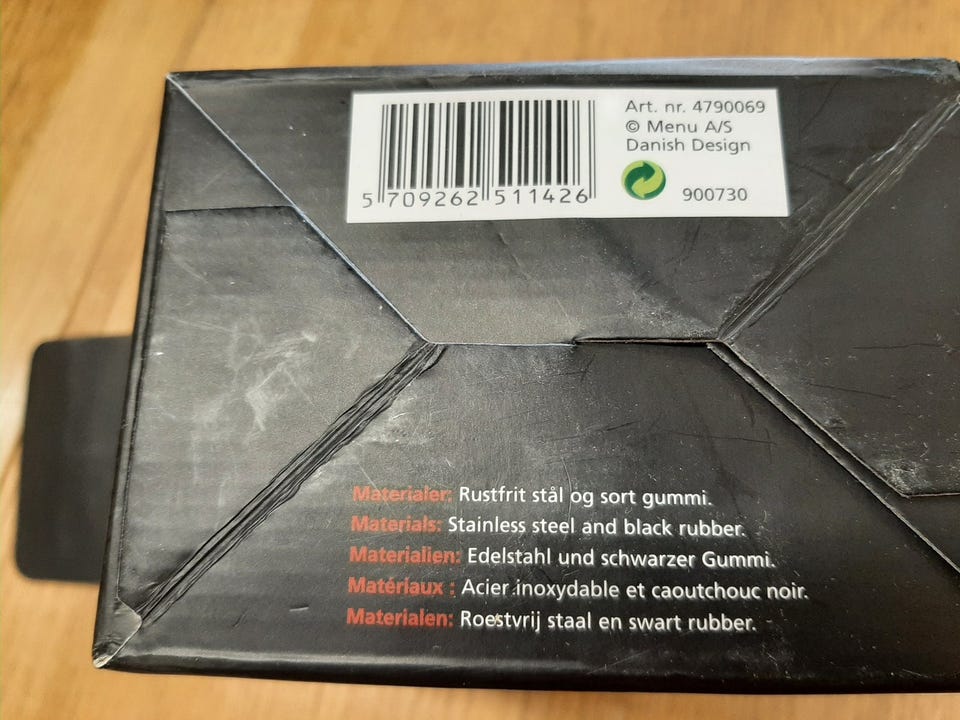 Art. nr. 4790069
© Menu A/S
Danish Design
900730
5 709262 511426
Materialer: Rustfrit stål og sort gummi.
Materials: Stainless steel and black rubber.
Materialien: Edelstahl und schwarzer Gummi.
Matériaux : Acier inoxydable et caoutchouc noir.
Materialen: Roestvrij staal en swart rubber.